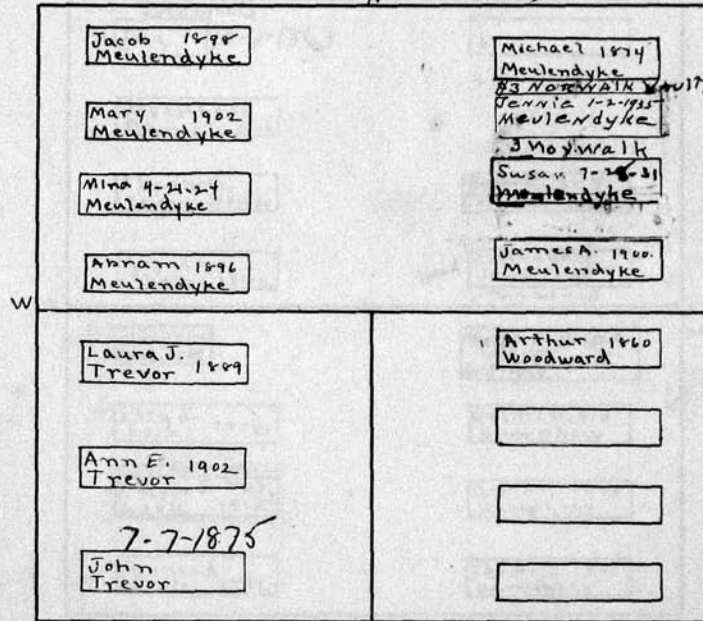 Jacob 1898
Meulendyke
Mary 1902
Meulendyke
Mina 4-21-24
Meulendyke
Abram 1896
Meulendyke
Michael 1874
Meulendyke
#3 NORWALK VAULT
Jennie 1-2-1935
Meulendyke
3 Norwalk
Susan 7-28-31
Meulendyke
James A. 1900.
Meulendyke
W
Laura J.
Trevor 1889
Ann E. 1902
Trevor
7-7-1875
John
Trevor
Arthur 1860
Woodward